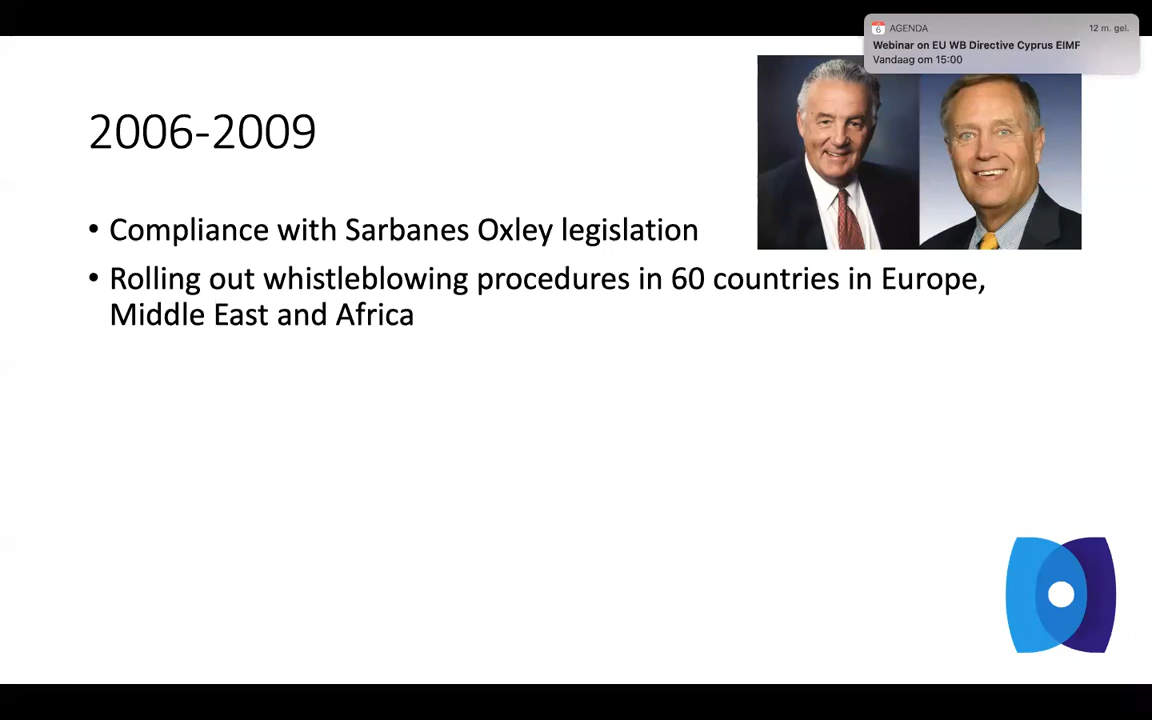 6
AGENDA
12 m. gel.
Webinar on EU WB Directive Cyprus EIMF
Vandaag om 15:00
2006-2009
• Compliance with Sarbanes Oxley legislation
• Rolling out whistleblowing procedures in 60 countries in Europe,
Middle East and Africa